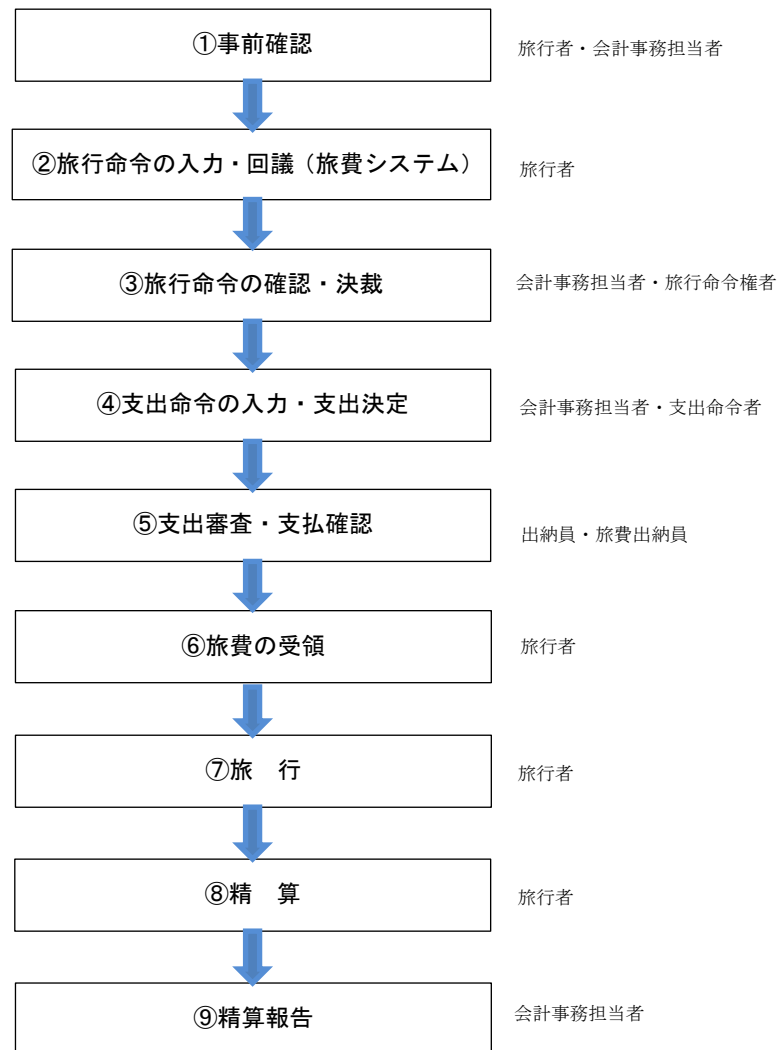 ①事前確認 旅行者・会計事務担当者
②旅行命令の入力・回議（旅費システム） 旅行者
③旅行命令の確認・決裁 会計事務担当者・旅行命令権者
④支出命令の入力・支出決定 会計事務担当者・支出命令者
⑤支出審査・支払確認 出納員・旅費出納員
⑥旅費の受領 旅行者
⑦旅　行 旅行者
⑧精　算 旅行者
⑨精算報告 会計事務担当者